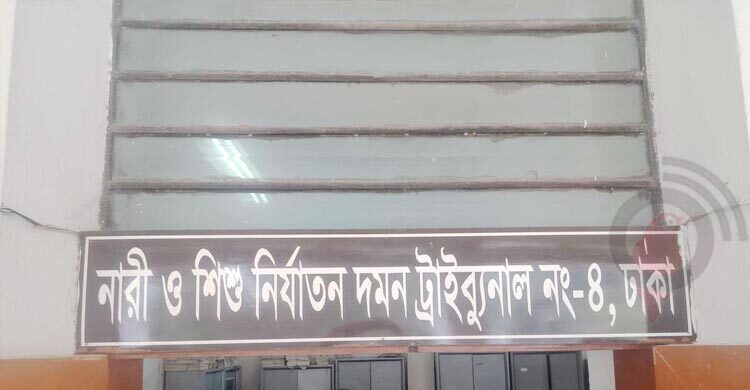 নারী ও শিশু নির্যাতন দমন ট্রাইব্যুনাল নং-৪, ঢাকা